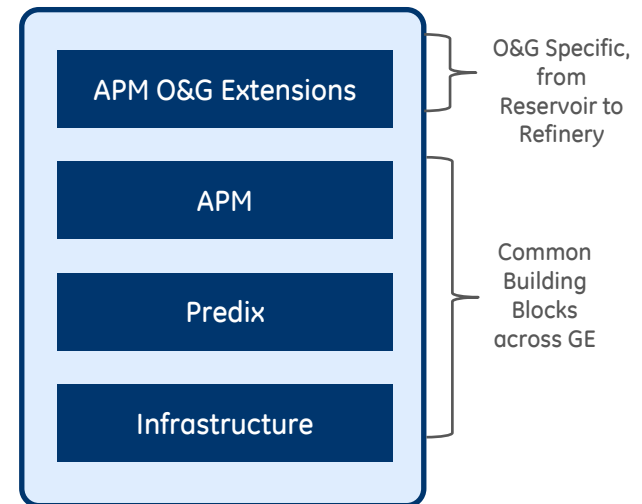 APM O&G Extensions
O&G Specific,
from
Reservoir to
Refinery
APM
Predix
Infrastructure
Common
Building
Blocks
across GE